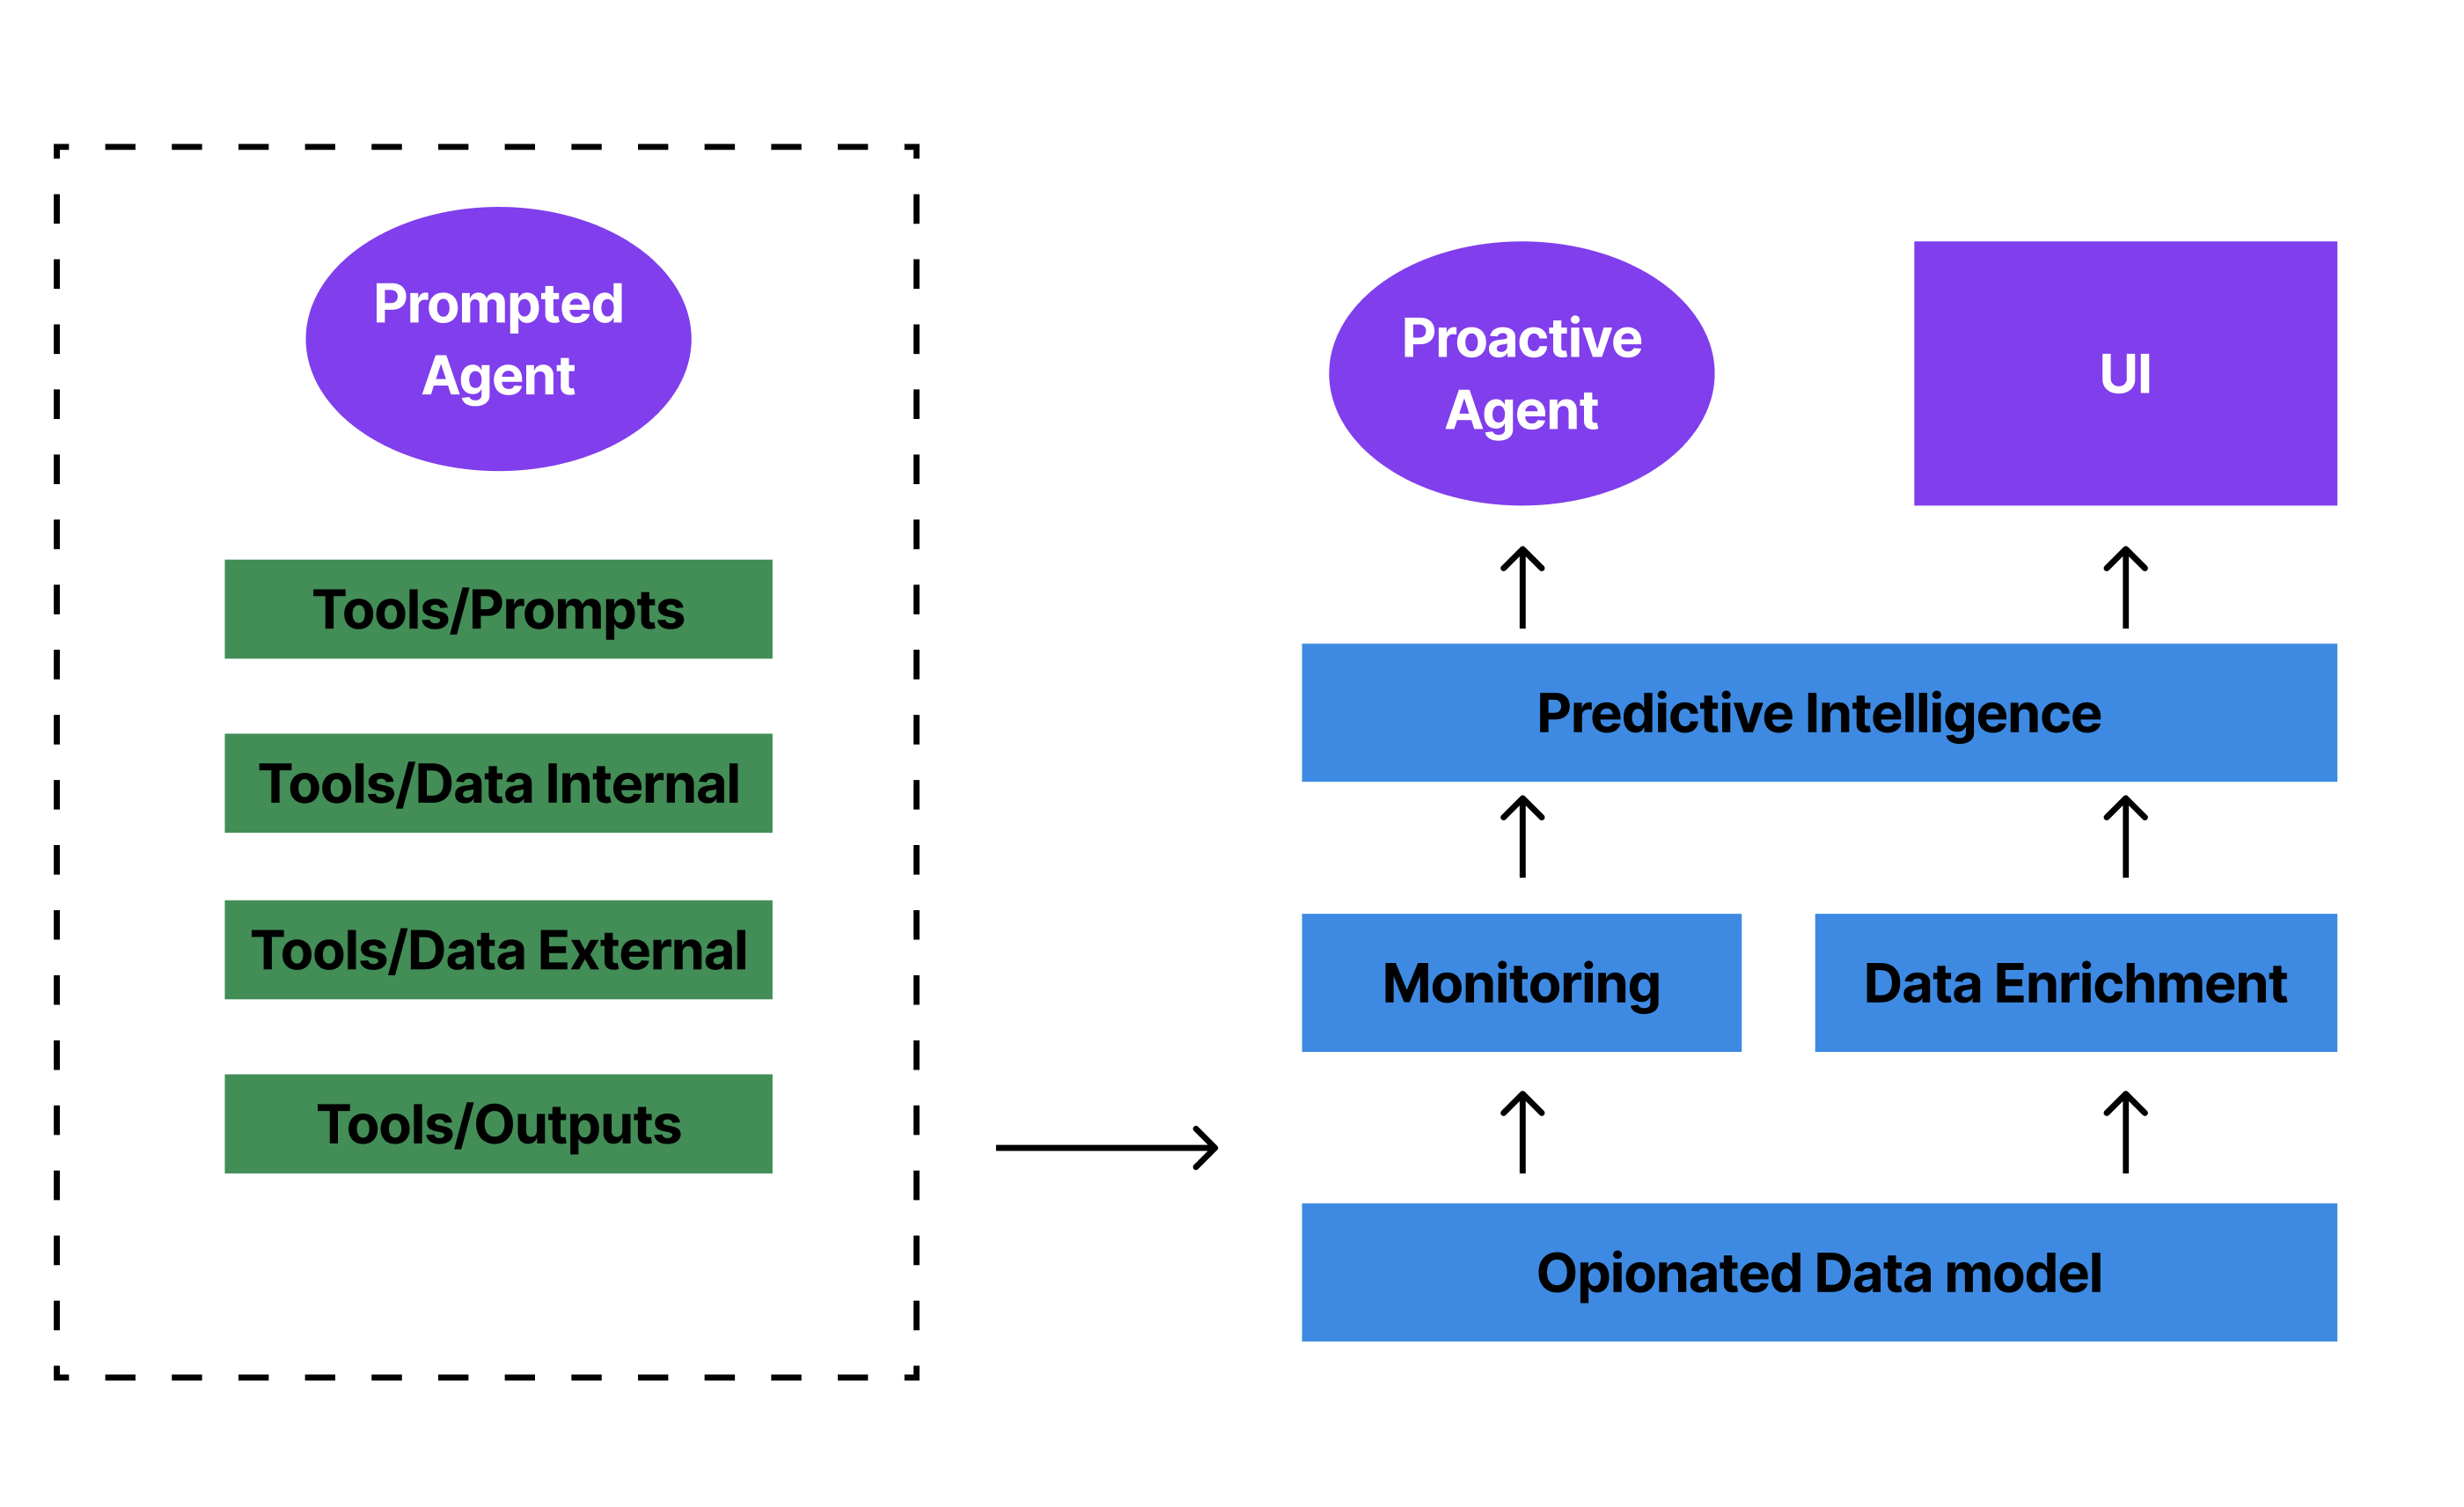 Prompted
Agent
Tools/Prompts
Tools/Data Internal
Tools/Data External
Tools/Outputs
Proactive
Agent
UI
Predictive Intelligence
Monitoring
Data Enrichment
Opionated Data model